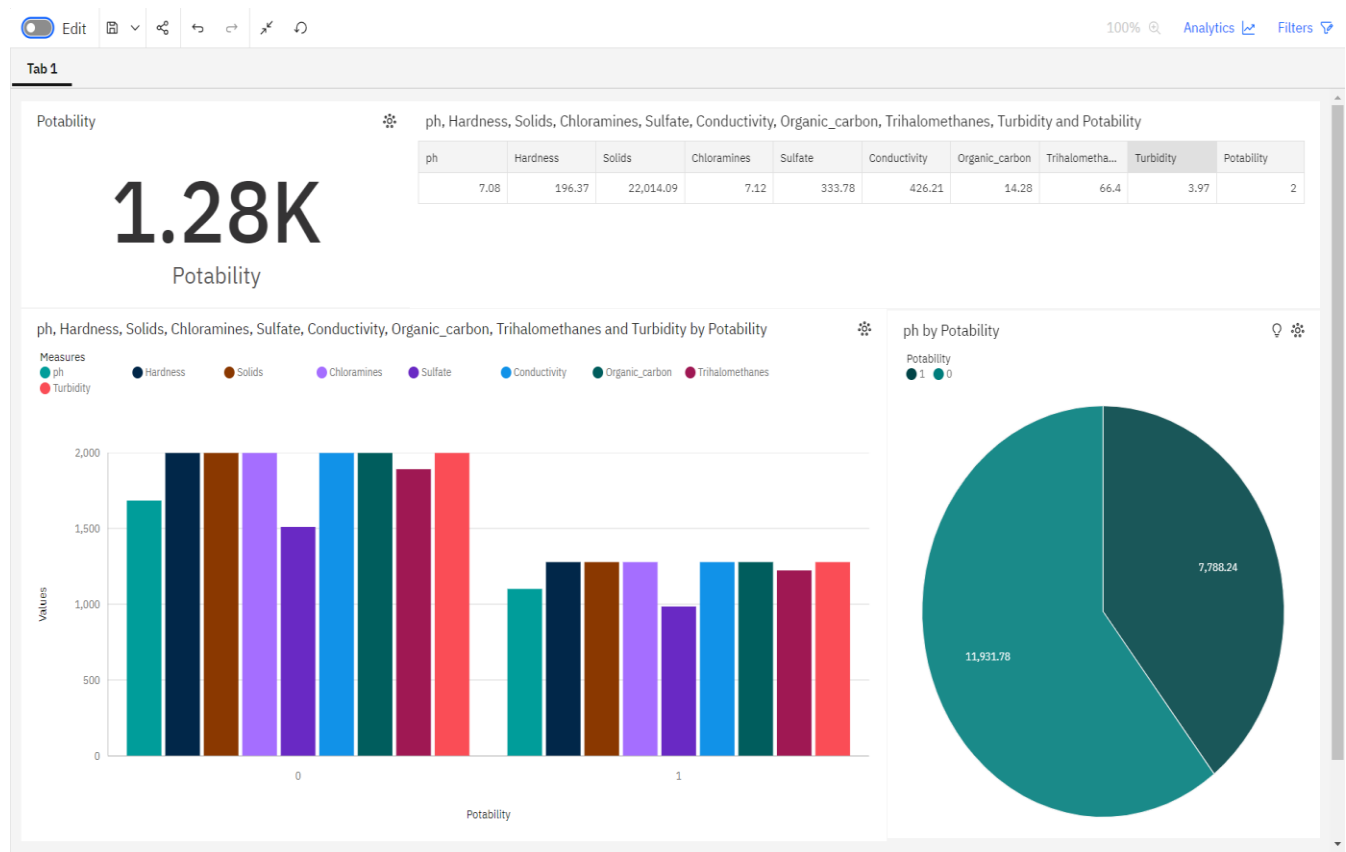 Edit
100%
Analytics
Filters
Tab 1
Potability
1.28K
Potability
ph, Hardness, Solids, Chloramines, Sulfate, Conductivity, Organic_carbon, Trihalomethanes, Turbidity and Potability
ph Hardness Solids Chloramines Sulfate Conductivity Organic_carbon Trihalometha... Turbidity Potability
7.08 196.37 22,014.09 7.12 333.78 426.21 14.28 66.4 3.97 2
ph, Hardness, Solids, Chloramines, Sulfate, Conductivity, Organic_carbon, Trihalomethanes and Turbidity by Potability
Measures
ph Hardness Solids Chloramines Sulfate Conductivity Organic_carbon Trihalomethanes
Turbidity
2,000
1,500
1,000
500
0
Values
0 1
Potability
ph by Potability
Potability
1 0
7,788.24
11,931.78